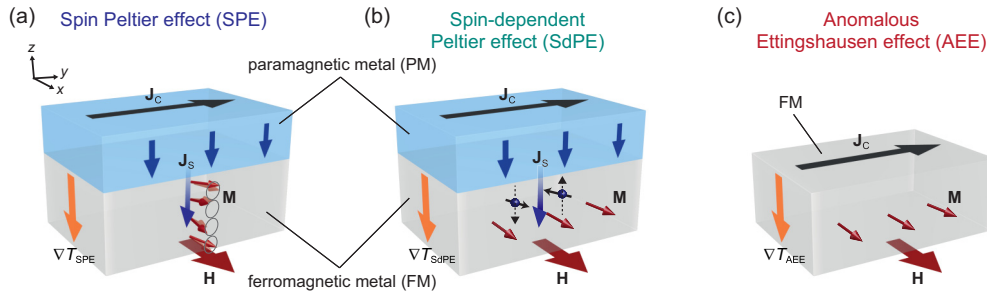 (a) Spin Peltier effect (SPE)
(b) Spin-dependent
Peltier effect (SdPE)
(c) Anomalous
Ettingshausen effect (AEE)
z
y
x
paramagnetic metal (PM)
J_C
J_S
M
∇T_SPE
H
ferromagnetic metal (FM)
J_C
J_S
M
∇T_SdPE
H
FM
J_C
M
∇T_AEE
H